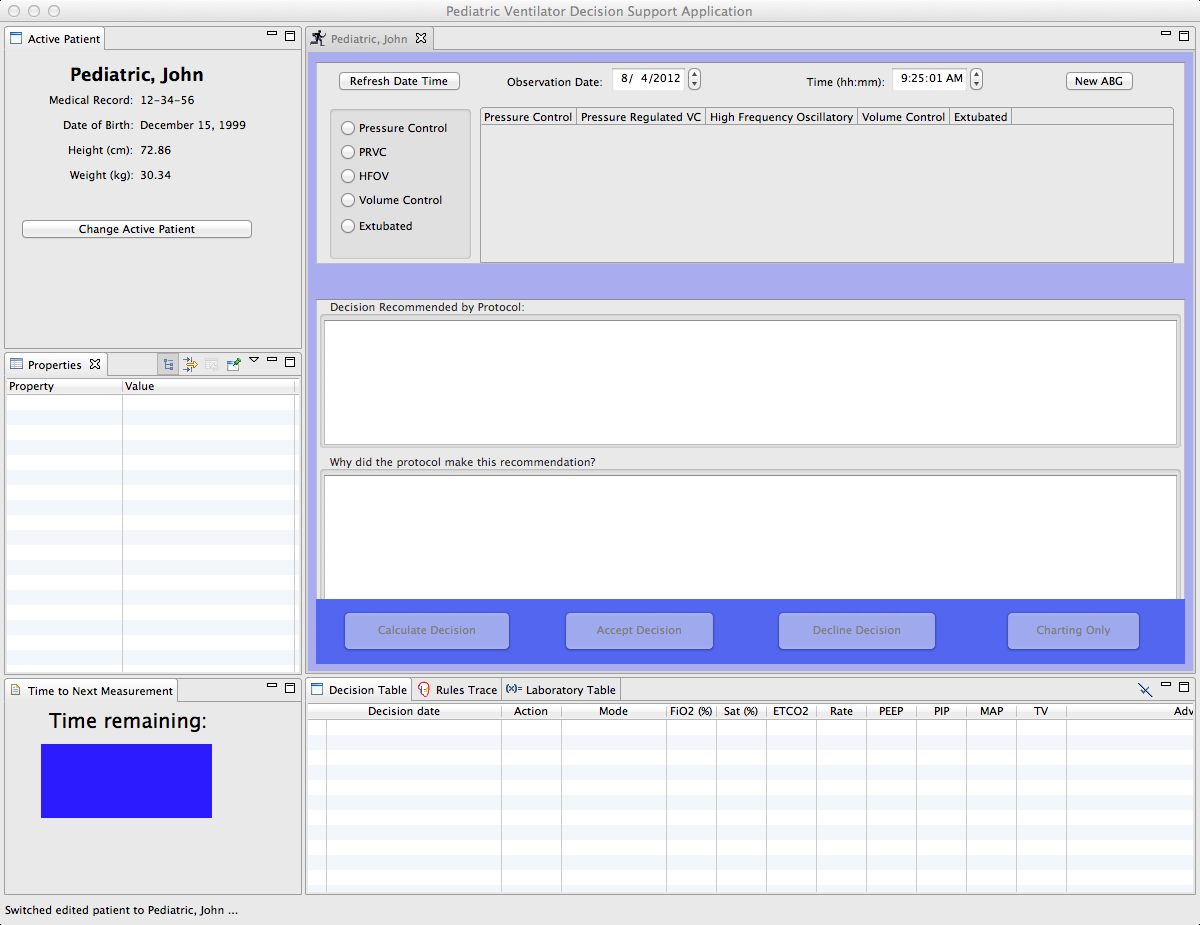 Pediatric Ventilator Decision Support Application
Active Patient
Pediatric, John
Medical Record: 12-34-56
Date of Birth: December 15, 1999
Height (cm): 72.86
Weight (kg): 30.34
Change Active Patient
Properties
Property Value
Time to Next Measurement
Time remaining:
Pediatric, John
Refresh Date Time Observation Date: 8/ 4/2012 Time (hh:mm): 9:25:01 AM New ABG
Pressure Control
PRVC
HFOV
Volume Control
Extubated
Pressure Control Pressure Regulated VC High Frequency Oscillatory Volume Control Extubated
Decision Recommended by Protocol:
Why did the protocol make this recommendation?
Calculate Decision Accept Decision Decline Decision Charting Only
Decision Table Rules Trace (x)= Laboratory Table
Decision date Action Mode FiO2 (%) Sat (%) ETCO2 Rate PEEP PIP MAP TV Adv
Switched edited patient to Pediatric, John ...